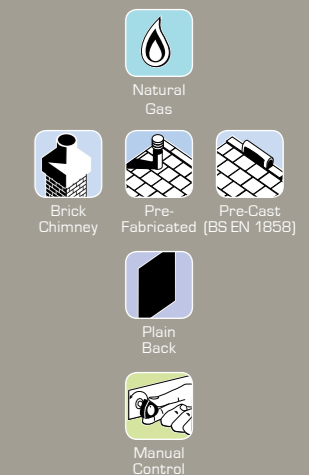 Natural
Gas
Brick
Chimney
Pre-
Fabricated
Pre-Cast
(BS EN 1858)
Plain
Back
Manual
Control